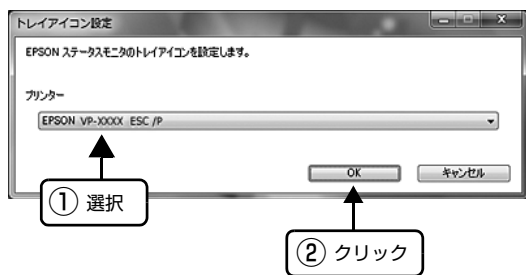 トレイアイコン設定
EPSON ステータスモニタのトレイアイコンを設定します。
プリンター
EPSON VP-XXXX ESC/P
OK キャンセル
① 選択
② クリック